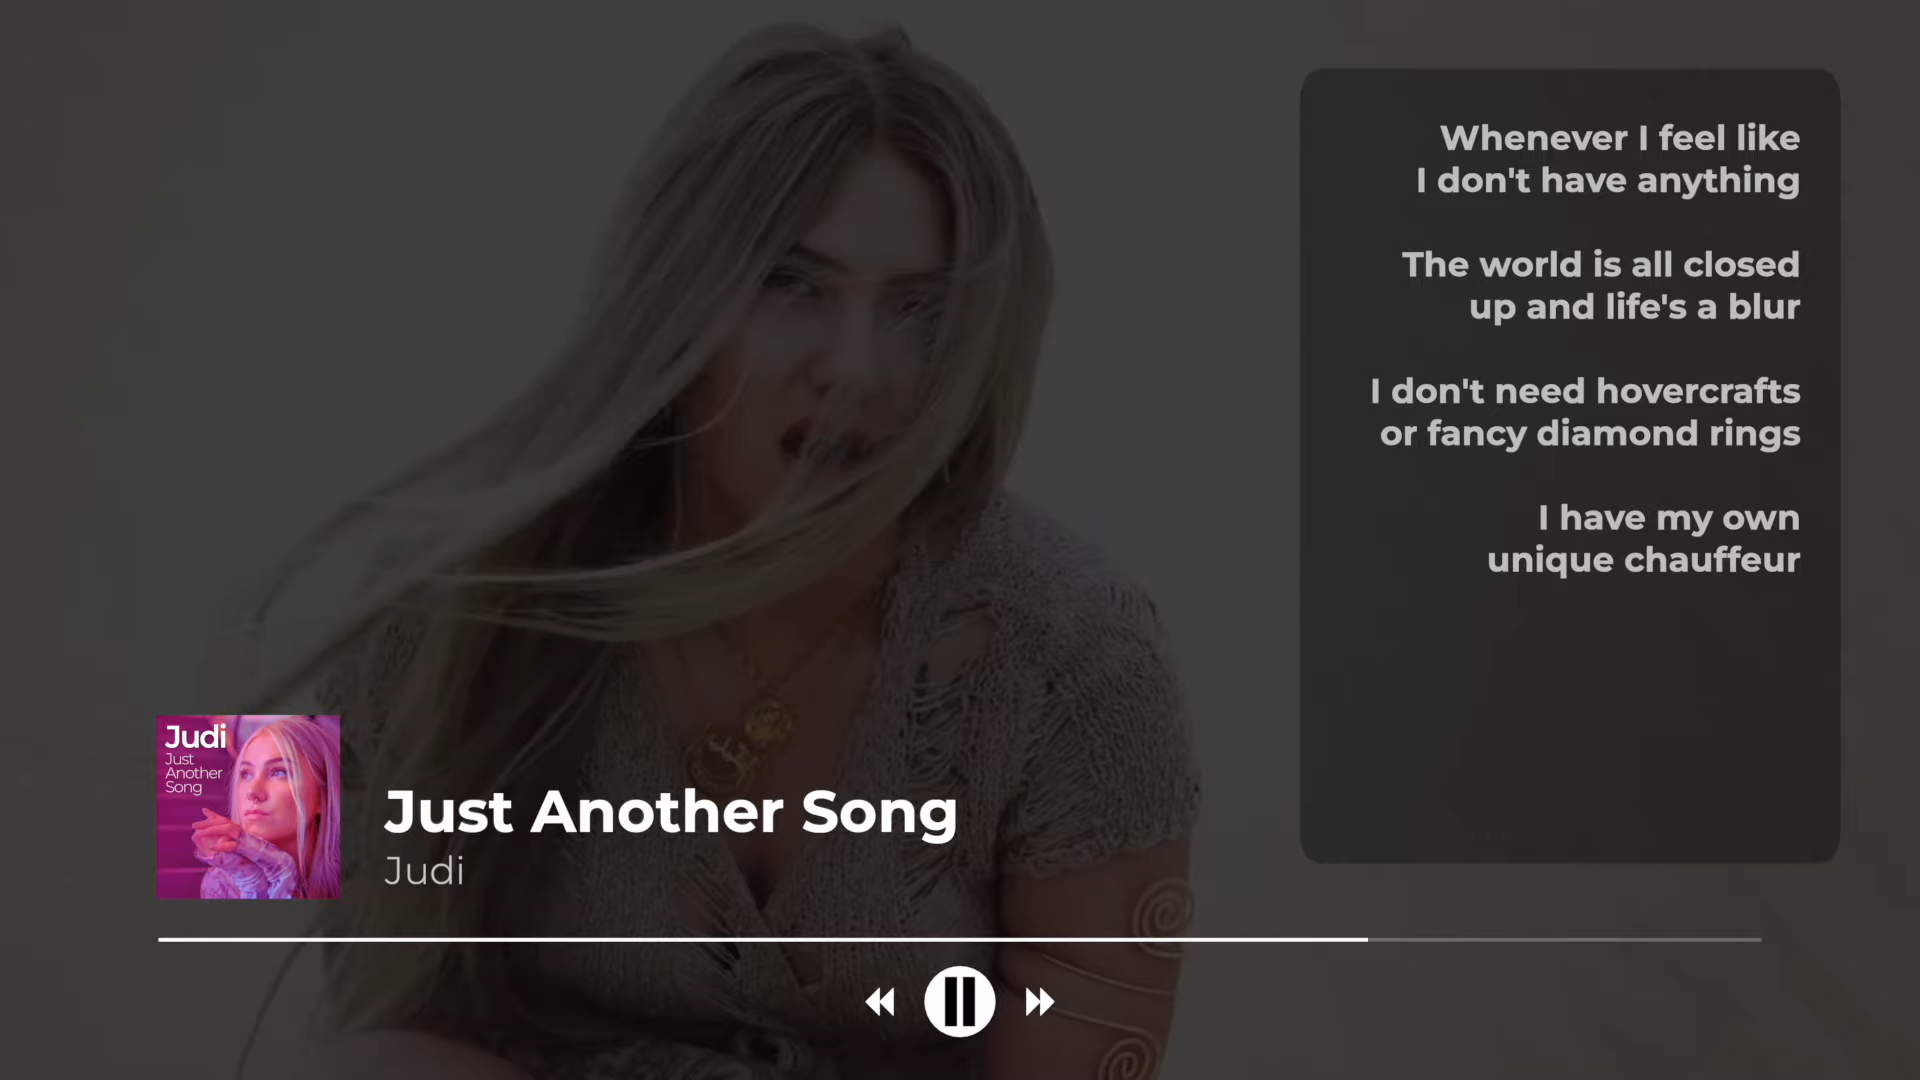 Whenever I feel like
I don't have anything
The world is all closed
up and life's a blur
I don't need hovercrafts
or fancy diamond rings
I have my own
unique chauffeur
Judi
Just
Another
Song
Just Another Song
Judi